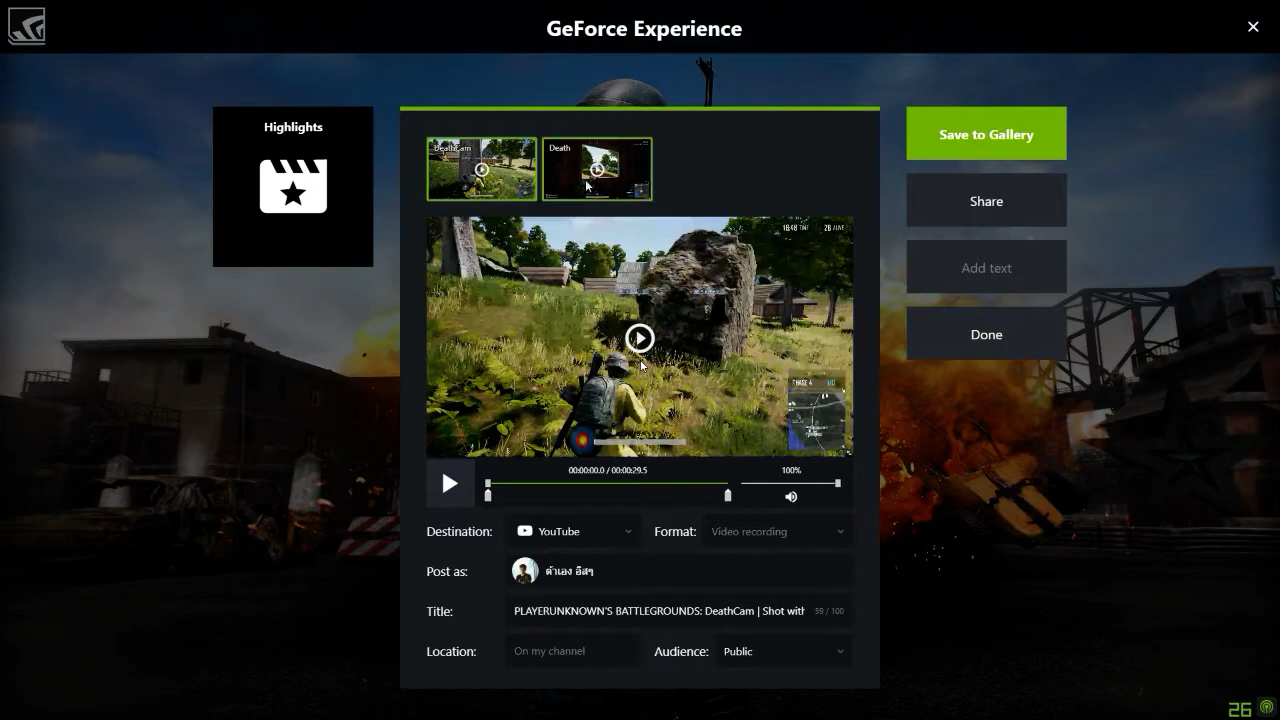 GeForce Experience
Highlights
DeathCam
Death
Save to Gallery
Share
Add text
Done
PHASE 4
00:00:00.0 / 00:00:29.5
100%
Destination:
YouTube
Format:
Video recording
Post as:
ต้าเอง อิสๆ
Title:
PLAYERUNKNOWN'S BATTLEGROUNDS: DeathCam | Shot with
59 / 100
Location:
On my channel
Audience:
Public
26